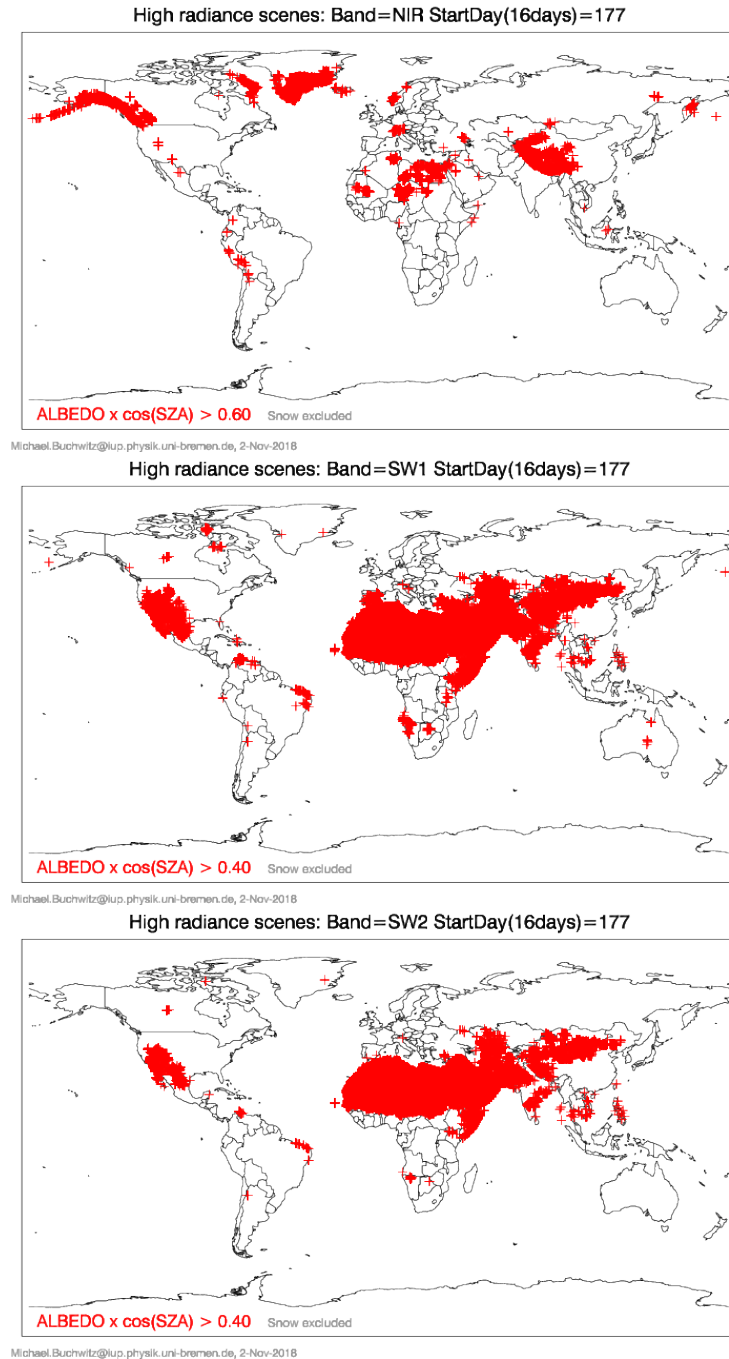 High radiance scenes: Band=NIR StartDay(16days)=177
ALBEDO x cos(SZA) > 0.60 Snow excluded
Michael.Buchwitz@iup.physik.uni-bremen.de, 2-Nov-2018
High radiance scenes: Band=SW1 StartDay(16days)=177
ALBEDO x cos(SZA) > 0.40 Snow excluded
Michael.Buchwitz@iup.physik.uni-bremen.de, 2-Nov-2018
High radiance scenes: Band=SW2 StartDay(16days)=177
ALBEDO x cos(SZA) > 0.40 Snow excluded
Michael.Buchwitz@iup.physik.uni-bremen.de, 2-Nov-2018